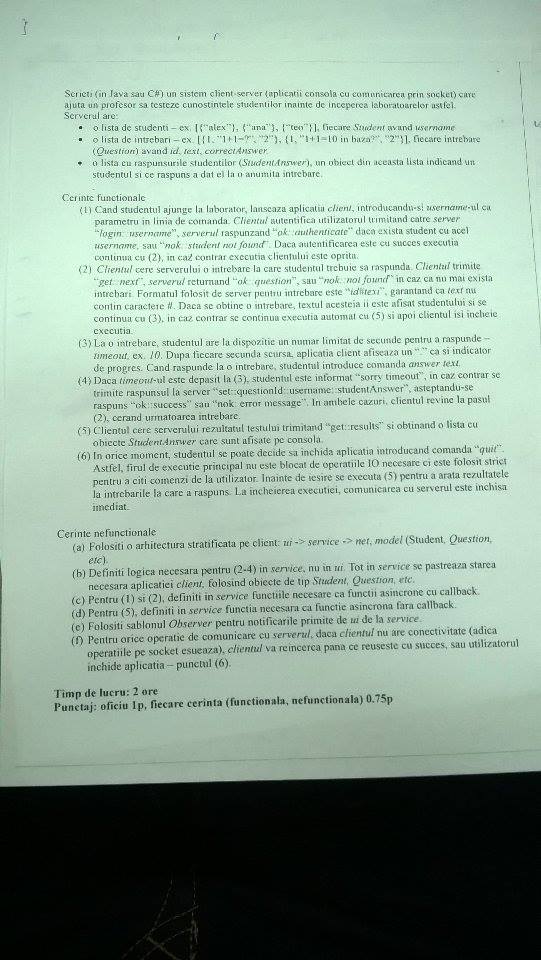 Scrieti (in Java sau C#) un sistem client-server (aplicatii consola cu comunicarea prin socket) care
ajuta un profesor sa testeze cunostintele studentilor inainte de inceperea laboratoarelor astfel.
Serverul are:
• o lista de studenti – ex. [{"alex"}, {"ana"}, {"teo"}], fiecare Student avand username
• o lista de intrebari – ex. [{1, "1+1=?", "2"}, {1, "1+1=10 in baza?", "2"}], fiecare intrebare
(Question) avand id, text, correctAnswer.
• o lista cu raspunsurile studentilor (StudentAnswer), un obiect din aceasta lista indicand un
studentul si ce raspuns a dat el la o anumita intrebare.
Cerinte functionale
(1) Cand studentul ajunge la laborator, lanseaza aplicatia client, introducandu-si username-ul ca
parametru in linia de comanda. Clientul autentifica utilizatorul trimitand catre server
"login::username", serverul raspunzand "ok::authenticate" daca exista student cu acel
username, sau "nok::student not found". Daca autentificarea este cu succes executia
continua cu (2), in caz contrar executia clientului este oprita.
(2) Clientul cere serverului o intrebare la care studentul trebuie sa raspunda. Clientul trimite
"get::next", serverul returnand "ok::question", sau "nok::not found" in caz ca nu mai exista
intrebari. Formatul folosit de server pentru intrebare este "id#text", garantand ca text nu
contin caractere #. Daca se obtine o intrebare, textul acesteia ii este afisat studentului si se
continua cu (3), in caz contrar se continua executia automat cu (5) si apoi clientul isi incheie
executia.
(3) La o intrebare, studentul are la dispozitie un numar limitat de secunde pentru a raspunde –
timeout, ex. 10. Dupa fiecare secunda scursa, aplicatia client afiseaza un "." ca si indicator
de progres. Cand raspunde la o intrebare, studentul introduce comanda answer text.
(4) Daca timeout-ul este depasit la (3), studentul este informat "sorry timeout", in caz contrar se
trimite raspunsul la server "set::questionId::username::studentAnswer", asteptandu-se
raspuns "ok::success" sau "nok::error message". In ambele cazuri, clientul revine la pasul
(2), cerand urmatoarea intrebare.
(5) Clientul cere serverului rezultatul testului trimitand "get::results" si obtinand o lista cu
obiecte StudentAnswer care sunt afisate pe consola.
(6) In orice moment, studentul se poate decide sa inchida aplicatia introducand comanda "quit".
Astfel, firul de executie principal nu este blocat de operatiile IO necesare ci este folosit strict
pentru a citi comenzi de la utilizator. Inainte de iesire se executa (5) pentru a arata rezultatele
la intrebarile la care a raspuns. La incheierea executiei, comunicarea cu serverul este inchisa
imediat.
Cerinte nefunctionale
(a) Folositi o arhitectura stratificata pe client: ui -> service -> net, model (Student, Question,
etc).
(b) Definiti logica necesara pentru (2-4) in service, nu in ui. Tot in service se pastreaza starea
necesara aplicatiei client, folosind obiecte de tip Student, Question, etc.
(c) Pentru (1) si (2), definiti in service functiile necesare ca functii asincrone cu callback.
(d) Pentru (5), definiti in service functia necesara ca functie asincrona fara callback.
(e) Folositi sablonul Observer pentru notificarile primite de ui de la service.
(f) Pentru orice operatie de comunicare cu serverul, daca clientul nu are conectivitate (adica
operatiile pe socket esueaza), clientul va reincerca pana ce reuseste cu succes, sau utilizatorul
inchide aplicatia – punctul (6).
Timp de lucru: 2 ore
Punctaj: oficiu 1p, fiecare cerinta (functionala, nefunctionala) 0.75p